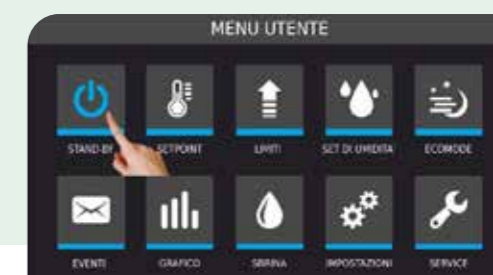 MENU UTENTE
STAND-BY SETPOINT LIMITI SET DI UMIDITÀ ECOMODE
EVENTI GRAFICO SBRINA IMPOSTAZIONI SERVICE